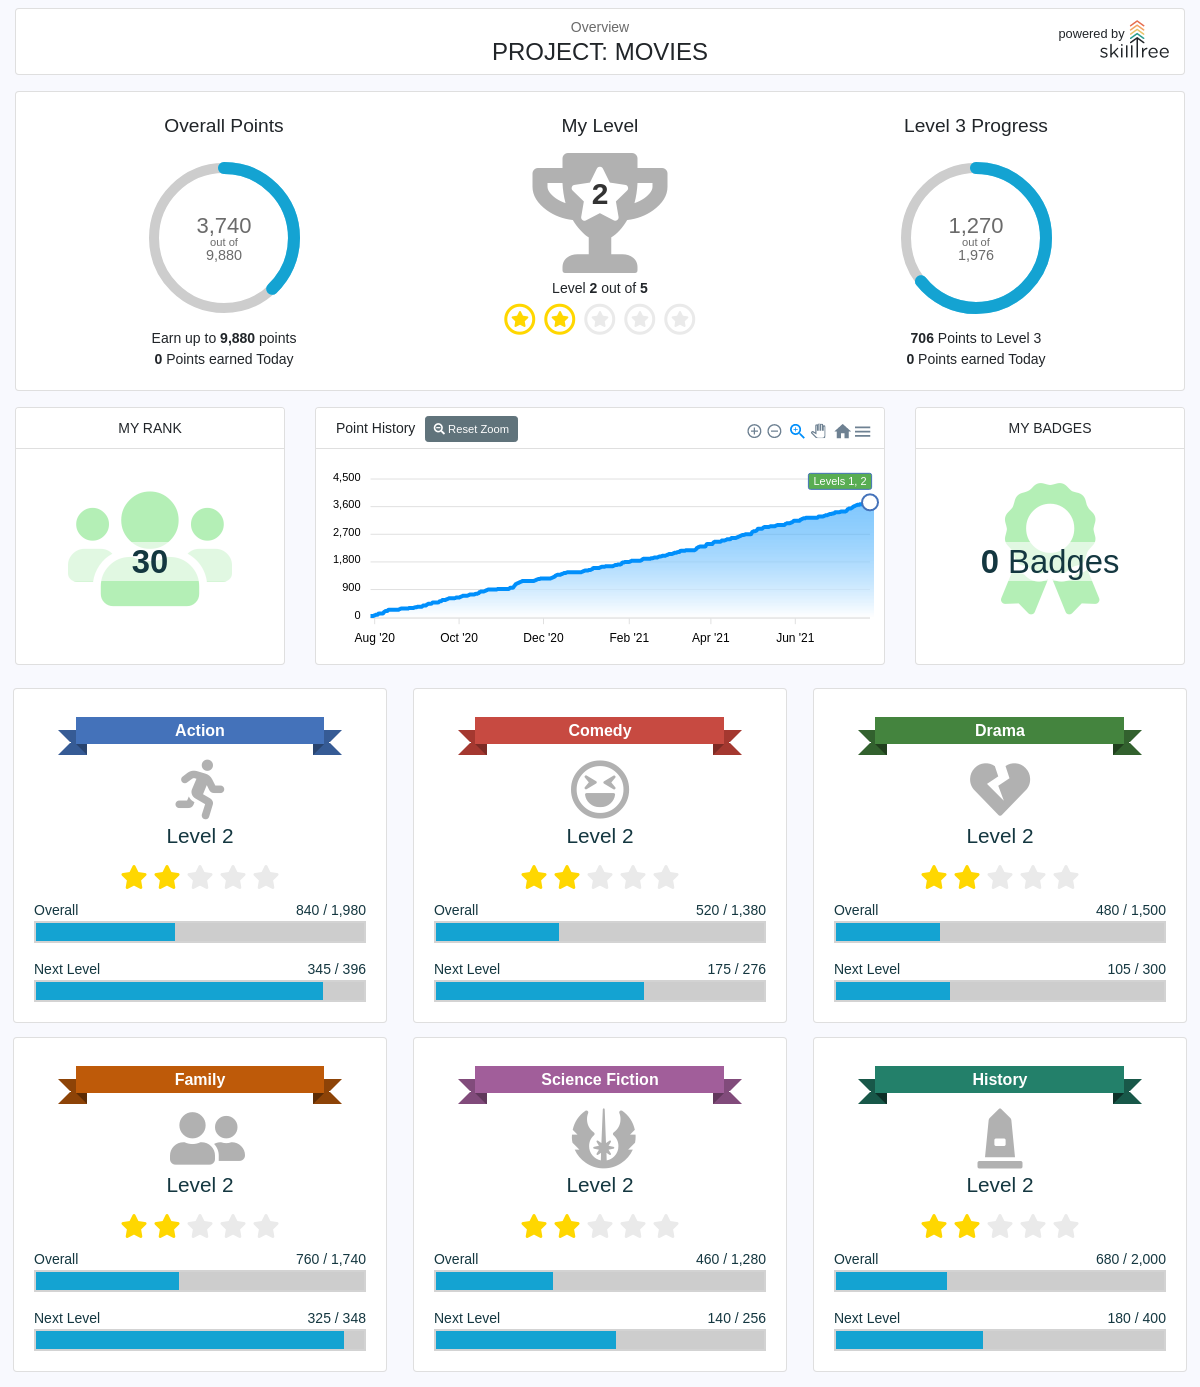 Overview
PROJECT: MOVIES
powered by
skilltree
Overall Points
3,740
out of
9,880
Earn up to 9,880 points
0 Points earned Today
My Level
2
Level 2 out of 5
Level 3 Progress
1,270
out of
1,976
706 Points to Level 3
0 Points earned Today
MY RANK
30
Point History
Reset Zoom
Levels 1, 2
4,500
3,600
2,700
1,800
900
0
Aug '20 Oct '20 Dec '20 Feb '21 Apr '21 Jun '21
MY BADGES
0 Badges
Action
Level 2
Overall 840 / 1,980
Next Level 345 / 396
Comedy
Level 2
Overall 520 / 1,380
Next Level 175 / 276
Drama
Level 2
Overall 480 / 1,500
Next Level 105 / 300
Family
Level 2
Overall 760 / 1,740
Next Level 325 / 348
Science Fiction
Level 2
Overall 460 / 1,280
Next Level 140 / 256
History
Level 2
Overall 680 / 2,000
Next Level 180 / 400